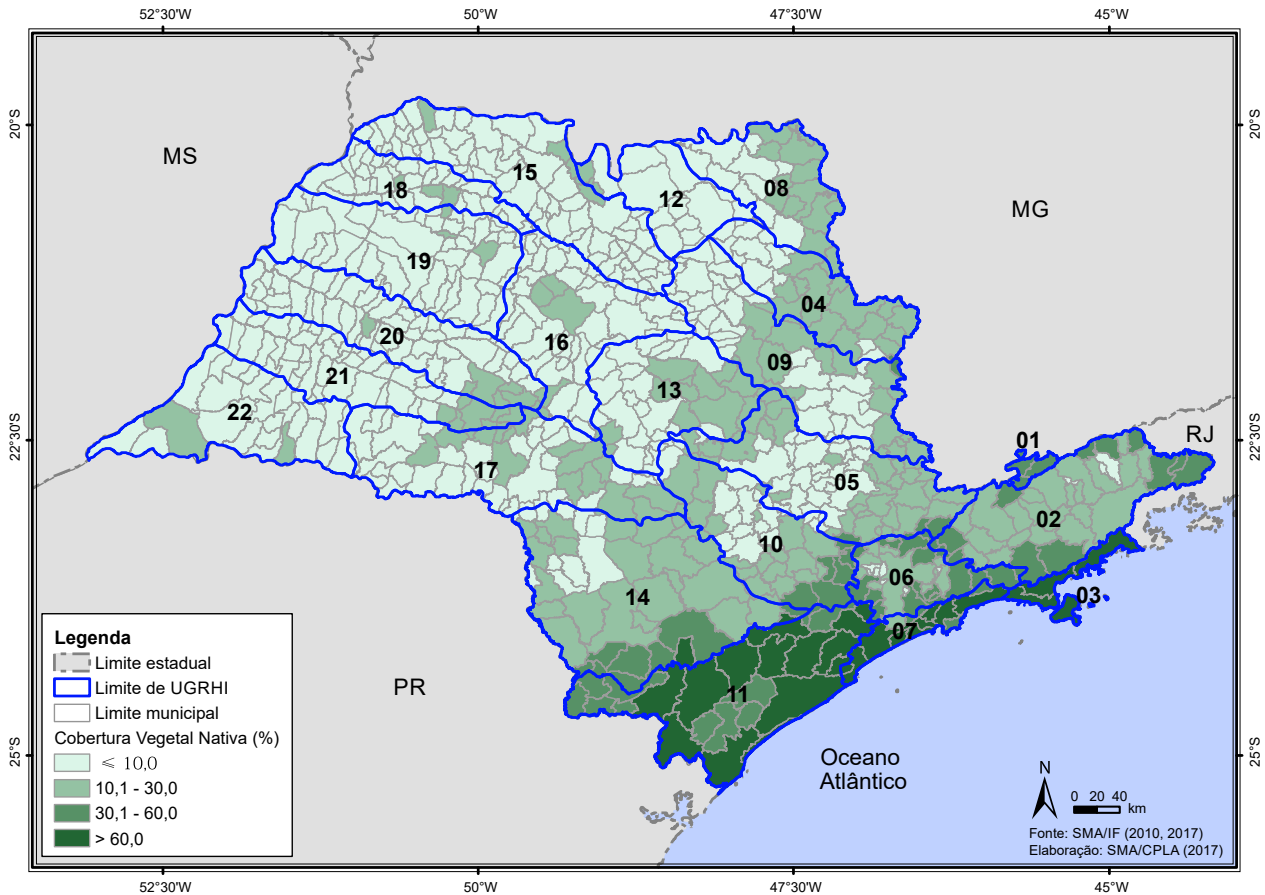 52°30'W
50°W
47°30'W
45°W
20°S
20°S
MS
MG
15
18
12
08
19
04
16
20
09
13
21
22
22°30'S
22°30'S
01
RJ
17
05
02
10
06
03
14
07
11
PR
Oceano
Atlântico
25°S
25°S
Legenda
Limite estadual
Limite de UGRHI
Limite municipal
Cobertura Vegetal Nativa (%)
≤ 10,0
10,1 - 30,0
30,1 - 60,0
> 60,0
N
0 20 40
km
Fonte: SMA/IF (2010, 2017)
Elaboração: SMA/CPLA (2017)
52°30'W
50°W
47°30'W
45°W